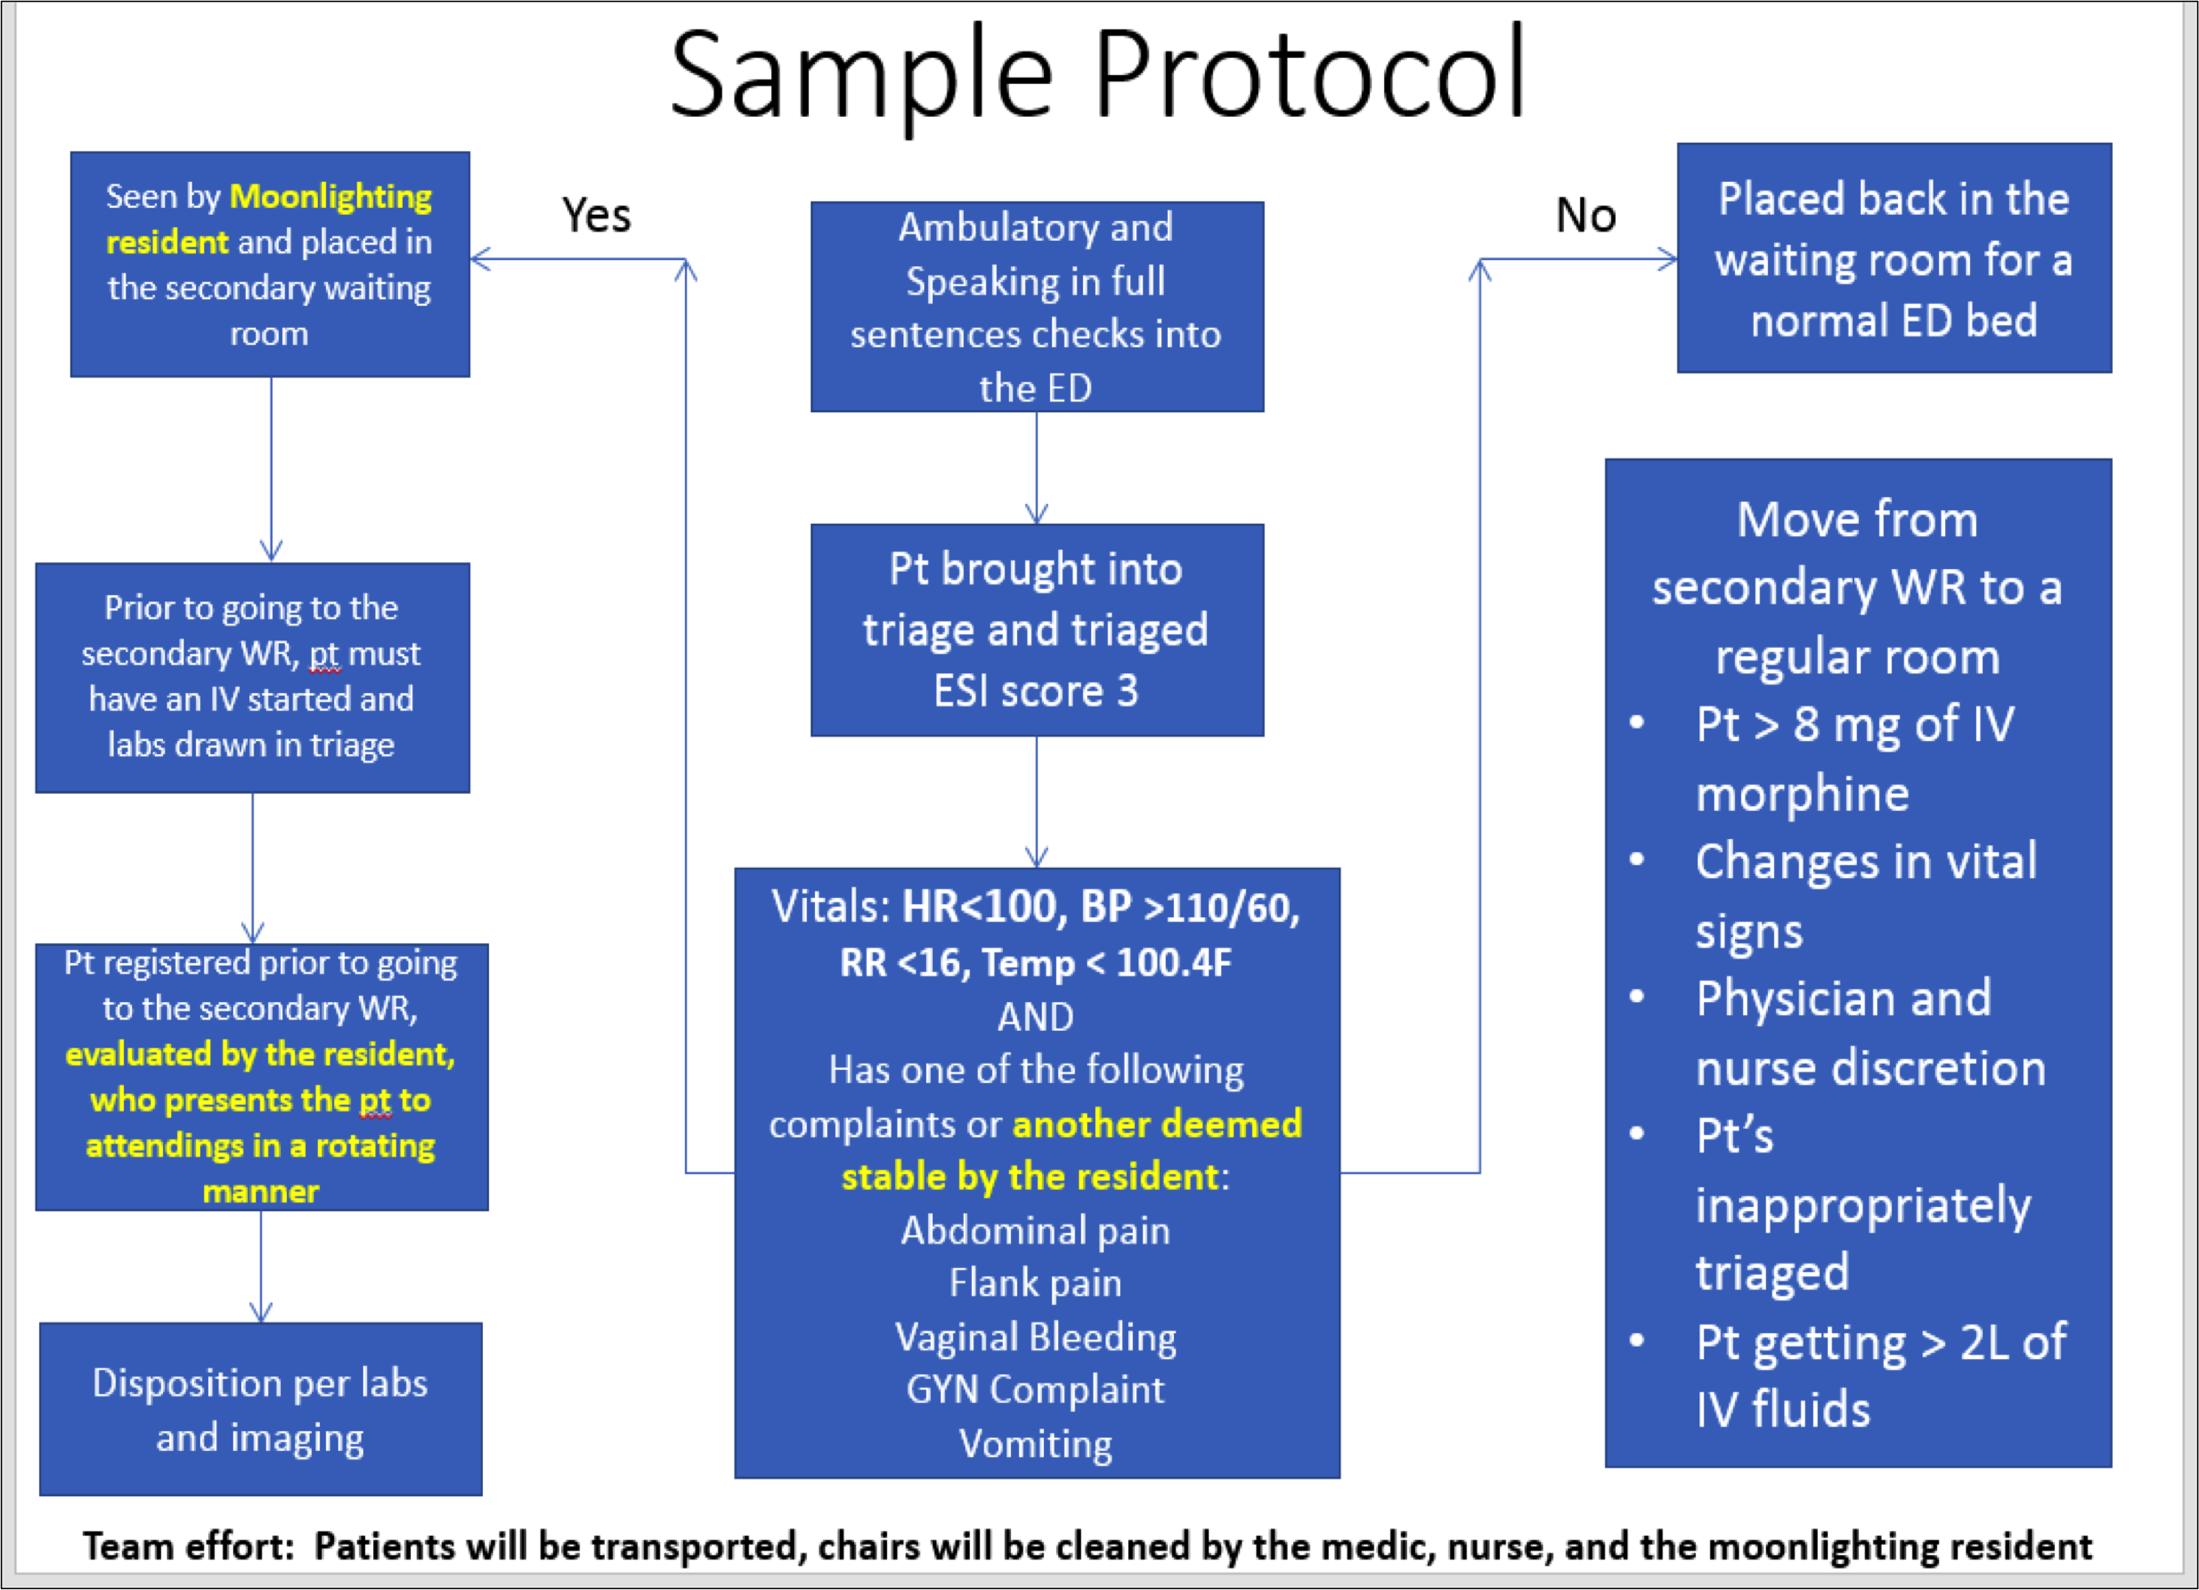 Sample Protocol
Seen by Moonlighting
resident and placed in
the secondary waiting
room
Yes
Ambulatory and
Speaking in full
sentences checks into
the ED
No
Placed back in the
waiting room for a
normal ED bed
Prior to going to the
secondary WR, pt must
have an IV started and
labs drawn in triage
Pt brought into
triage and triaged
ESI score 3
Move from
secondary WR to a
regular room
• Pt > 8 mg of IV
morphine
• Changes in vital
signs
• Physician and
nurse discretion
• Pt's
inappropriately
triaged
• Pt getting > 2L of
IV fluids
Pt registered prior to going
to the secondary WR,
evaluated by the resident,
who presents the pt to
attendings in a rotating
manner
Vitals: HR<100, BP >110/60,
RR <16, Temp < 100.4F
AND
Has one of the following
complaints or another deemed
stable by the resident:
Abdominal pain
Flank pain
Vaginal Bleeding
GYN Complaint
Vomiting
Disposition per labs
and imaging
Team effort:  Patients will be transported, chairs will be cleaned by the medic, nurse, and the moonlighting resident